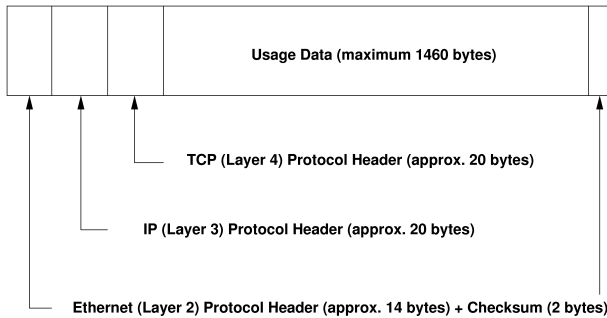 Usage Data (maximum 1460 bytes)
TCP (Layer 4) Protocol Header (approx. 20 bytes)
IP (Layer 3) Protocol Header (approx. 20 bytes)
Ethernet (Layer 2) Protocol Header (approx. 14 bytes) + Checksum (2 bytes)